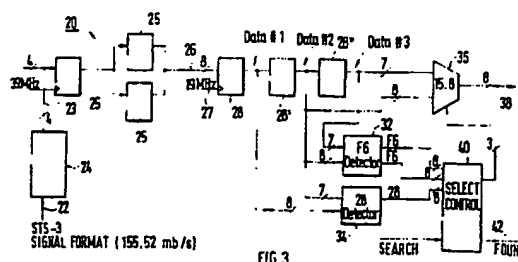 20
25
Data #1
Data #2
28"
Data #3
35
4
26
8
7
15.8
8
39MHz
19MHz
8
38
23
27
28
28'
25
25
32
40
3
24
7
8
F6
Detector
F6
F6
8
8
SELECT
CONTROL
22
7
8
28
Detector
28
34
42
STS-3
SIGNAL FORMAT (155,52 mb/s)
FIG 3
SEARCH
FOUN